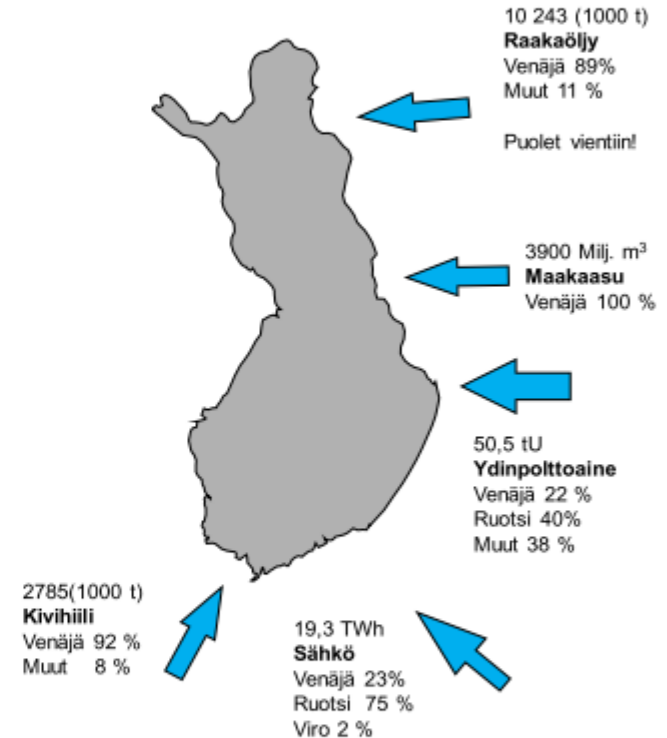 10 243 (1000 t)
Raakaöljy
Venäjä 89%
Muut 11 %
Puolet vientiin!
3900 Milj. m³
Maakaasu
Venäjä 100 %
50,5 tU
Ydinpolttoaine
Venäjä 22 %
Ruotsi 40%
Muut 38 %
2785(1000 t)
Kivihiili
Venäjä 92 %
Muut 8 %
19,3 TWh
Sähkö
Venäjä 23%
Ruotsi 75 %
Viro 2 %